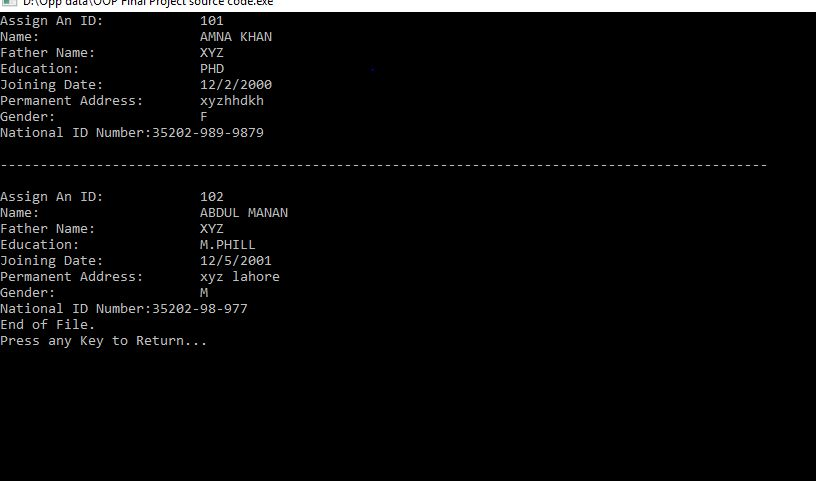 D:\Opp data\OOP Final Project source code.exe
Assign An ID: 101
Name: AMNA KHAN
Father Name: XYZ
Education: PHD
Joining Date: 12/2/2000
Permanent Address: xyzhhdkh
Gender: F
National ID Number:35202-989-9879
------------------------------------------------------------------------------------------------
Assign An ID: 102
Name: ABDUL MANAN
Father Name: XYZ
Education: M.PHILL
Joining Date: 12/5/2001
Permanent Address: xyz lahore
Gender: M
National ID Number:35202-98-977
End of File.
Press any Key to Return...